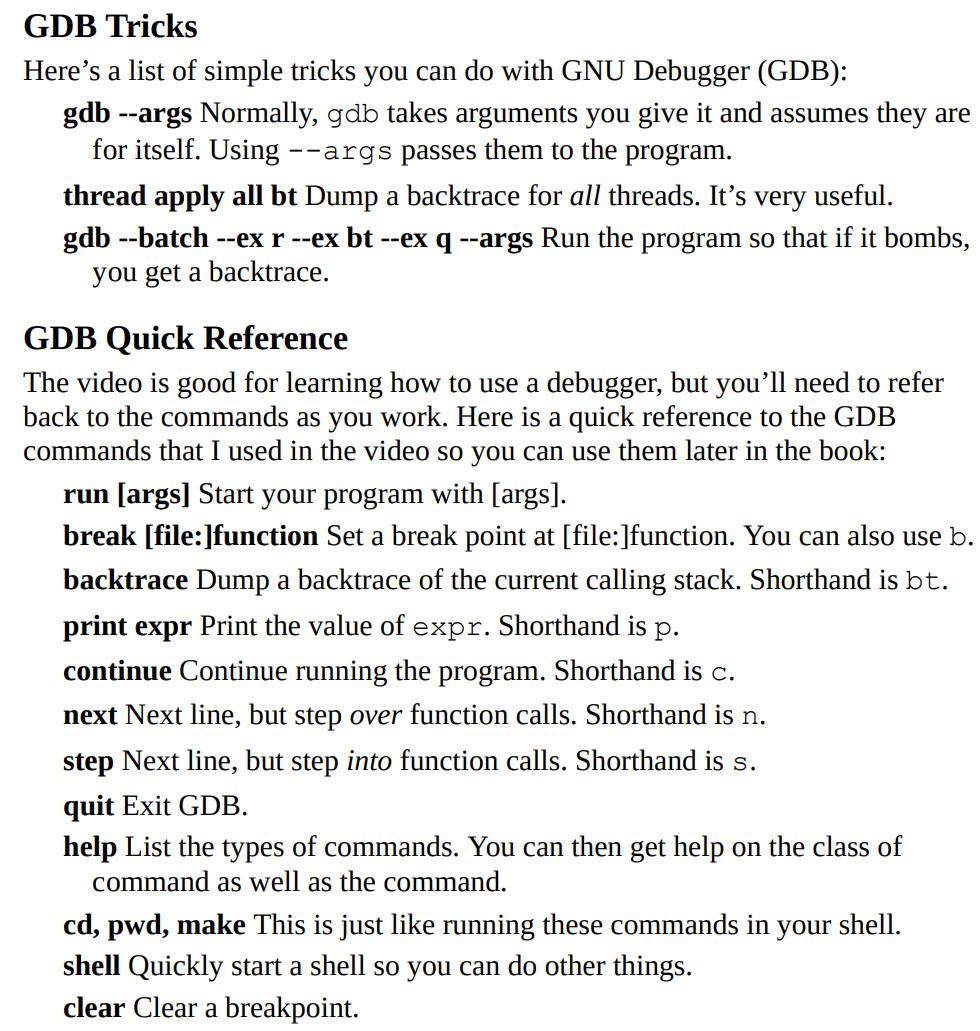 GDB Tricks
Here’s a list of simple tricks you can do with GNU Debugger (GDB):
gdb --args Normally, gdb takes arguments you give it and assumes they are
for itself. Using --args passes them to the program.
thread apply all bt Dump a backtrace for all threads. It’s very useful.
gdb --batch --ex r --ex bt --ex q --args Run the program so that if it bombs,
you get a backtrace.
GDB Quick Reference
The video is good for learning how to use a debugger, but you’ll need to refer
back to the commands as you work. Here is a quick reference to the GDB
commands that I used in the video so you can use them later in the book:
run [args] Start your program with [args].
break [file:]function Set a break point at [file:]function. You can also use b.
backtrace Dump a backtrace of the current calling stack. Shorthand is bt.
print expr Print the value of expr. Shorthand is p.
continue Continue running the program. Shorthand is c.
next Next line, but step over function calls. Shorthand is n.
step Next line, but step into function calls. Shorthand is s.
quit Exit GDB.
help List the types of commands. You can then get help on the class of
command as well as the command.
cd, pwd, make This is just like running these commands in your shell.
shell Quickly start a shell so you can do other things.
clear Clear a breakpoint.